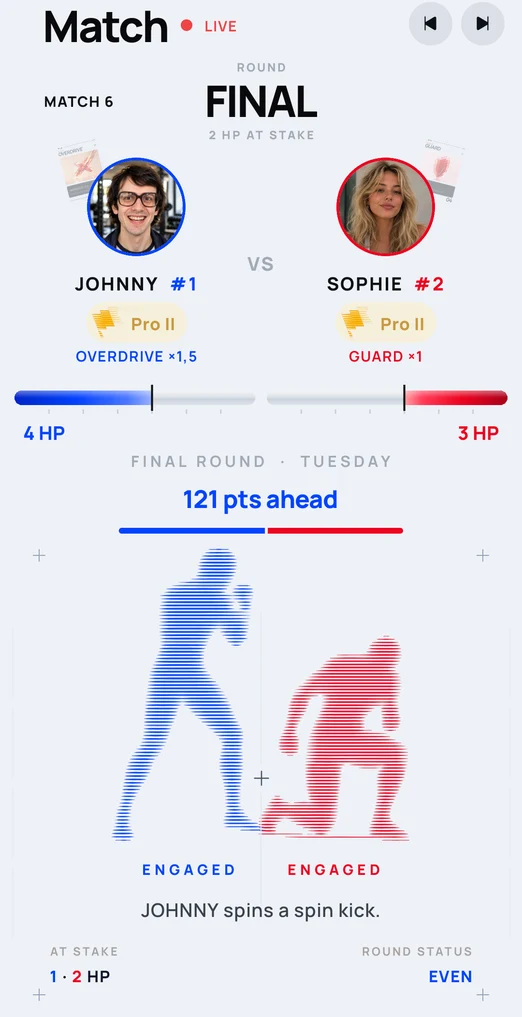 Match
LIVE
ROUND
MATCH 6
FINAL
2 HP AT STAKE
OVERDRIVE
GUARD
VS
JOHNNY #1
SOPHIE #2
Pro II
Pro II
OVERDRIVE ×1,5
GUARD ×1
4 HP
3 HP
FINAL ROUND · TUESDAY
121 pts ahead
ENGAGED
ENGAGED
JOHNNY spins a spin kick.
AT STAKE
ROUND STATUS
1 · 2 HP
EVEN